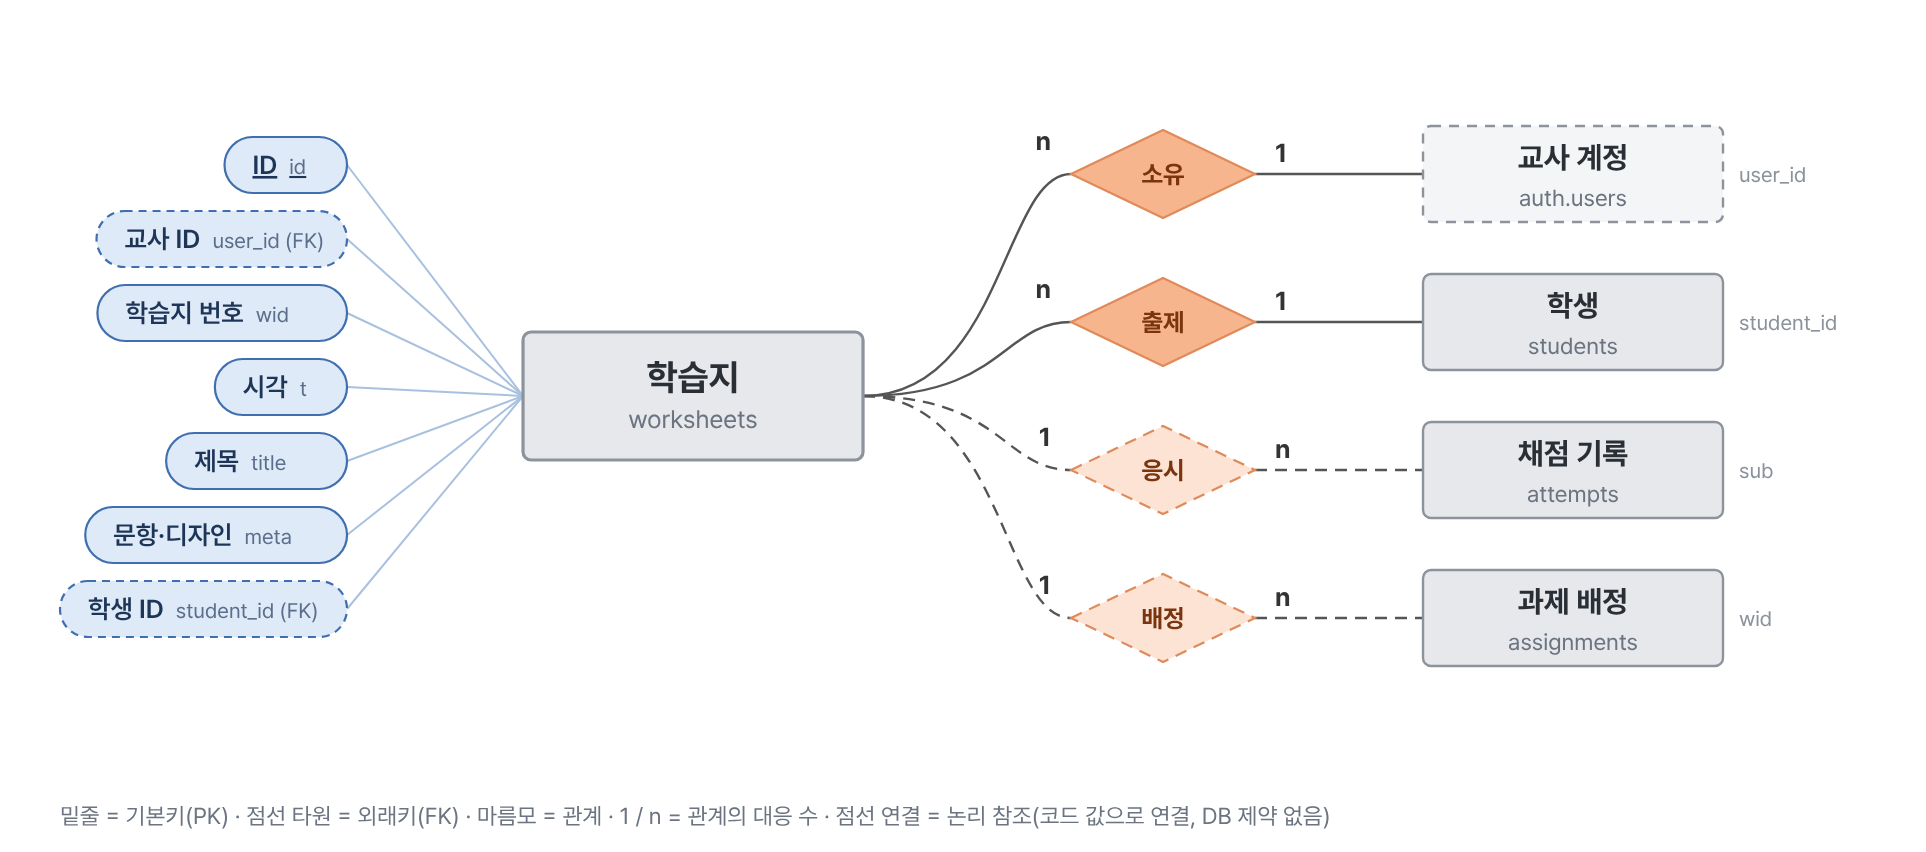 ID id
교사 ID user_id (FK)
학습지 번호 wid
시각 t
제목 title
문항·디자인 meta
학생 ID student_id (FK)
학습지
worksheets
n
소유
1
교사 계정
auth.users
user_id
n
출제
1
학생
students
student_id
1
응시
n
채점 기록
attempts
sub
1
배정
n
과제 배정
assignments
wid
밑줄 = 기본키(PK) · 점선 타원 = 외래키(FK) · 마름모 = 관계 · 1 / n = 관계의 대응 수 · 점선 연결 = 논리 참조(코드 값으로 연결, DB 제약 없음)